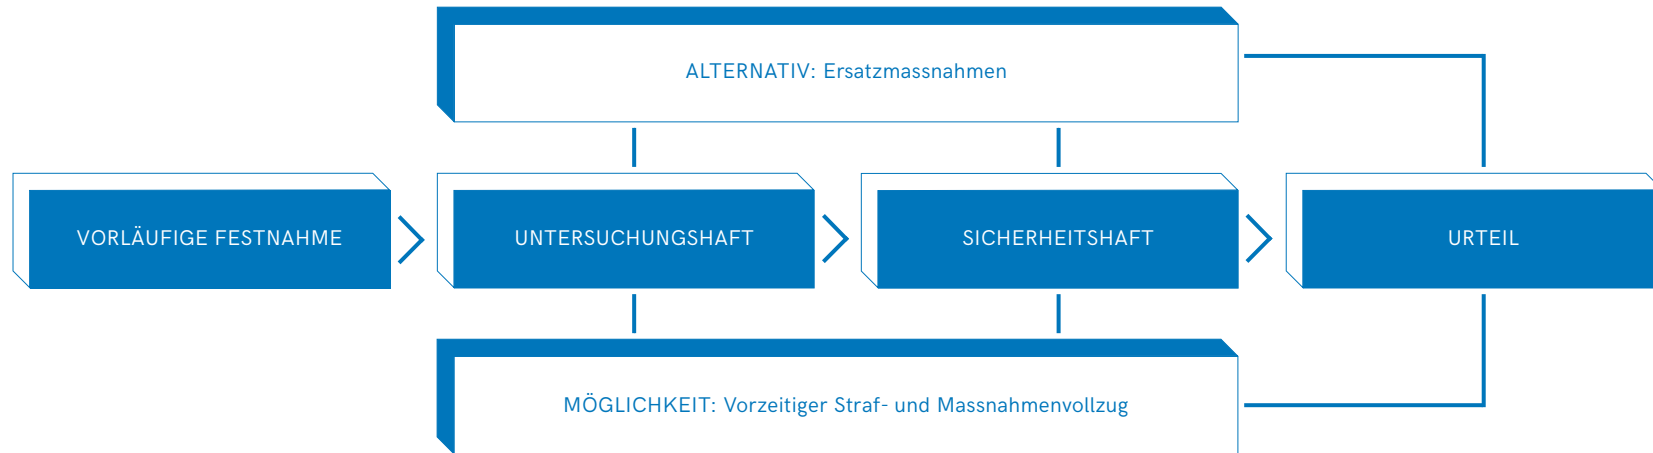 ALTERNATIV: Ersatzmassnahmen
VORLÄUFIGE FESTNAHME
UNTERSUCHUNGSHAFT
SICHERHEITSHAFT
URTEIL
MÖGLICHKEIT: Vorzeitiger Straf- und Massnahmenvollzug